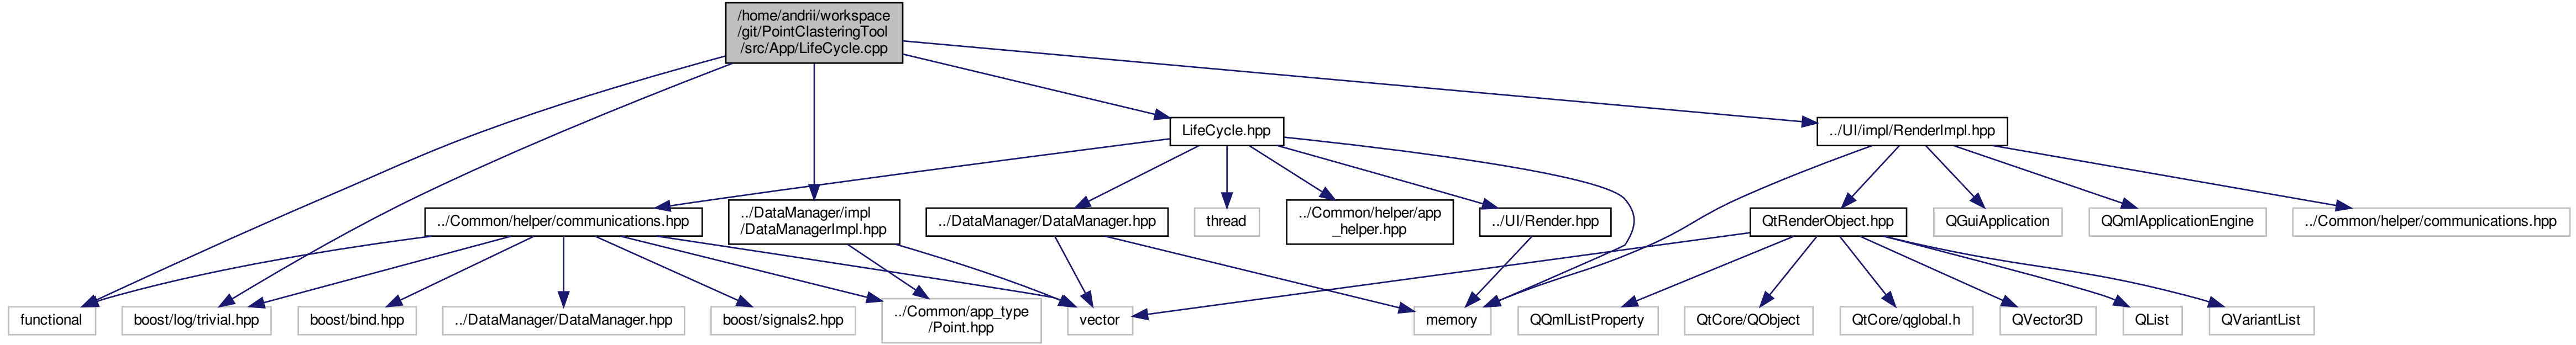 /home/andrii/workspace
/git/PointClasteringTool
/src/App/LifeCycle.cpp
LifeCycle.hpp
../UI/impl/RenderImpl.hpp
../Common/helper/communications.hpp
../DataManager/impl
/DataManagerImpl.hpp
../DataManager/DataManager.hpp
thread
../Common/helper/app
_helper.hpp
../UI/Render.hpp
QtRenderObject.hpp
QGuiApplication
QQmlApplicationEngine
../Common/helper/communications.hpp
functional
boost/log/trivial.hpp
boost/bind.hpp
../DataManager/DataManager.hpp
boost/signals2.hpp
../Common/app_type
/Point.hpp
vector
memory
QQmlListProperty
QtCore/QObject
QtCore/qglobal.h
QVector3D
QList
QVariantList